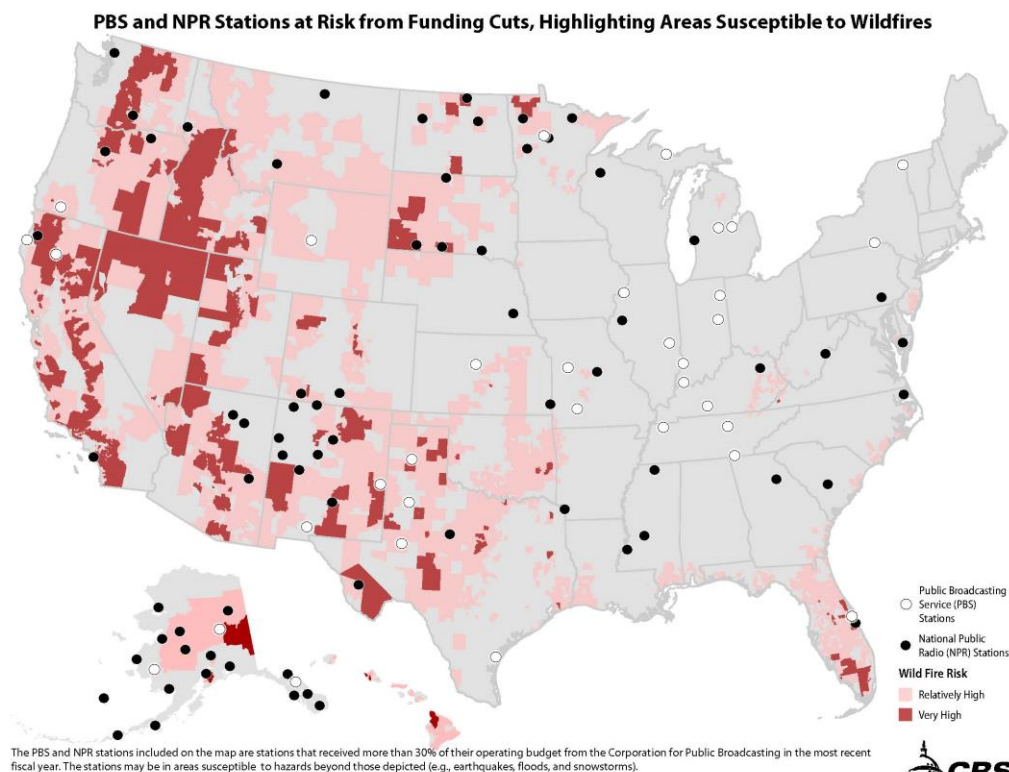 PBS and NPR Stations at Risk from Funding Cuts, Highlighting Areas Susceptible to Wildfires
Public Broadcasting
Service (PBS)
Stations
National Public
Radio (NPR) Stations
Wild Fire Risk
Relatively High
Very High
The PBS and NPR stations included on the map are stations that received more than 30% of their operating budget from the Corporation for Public Broadcasting in the most recent
fiscal year. The stations may be in areas susceptible to hazards beyond those depicted (e.g., earthquakes, floods, and snowstorms).
CRS